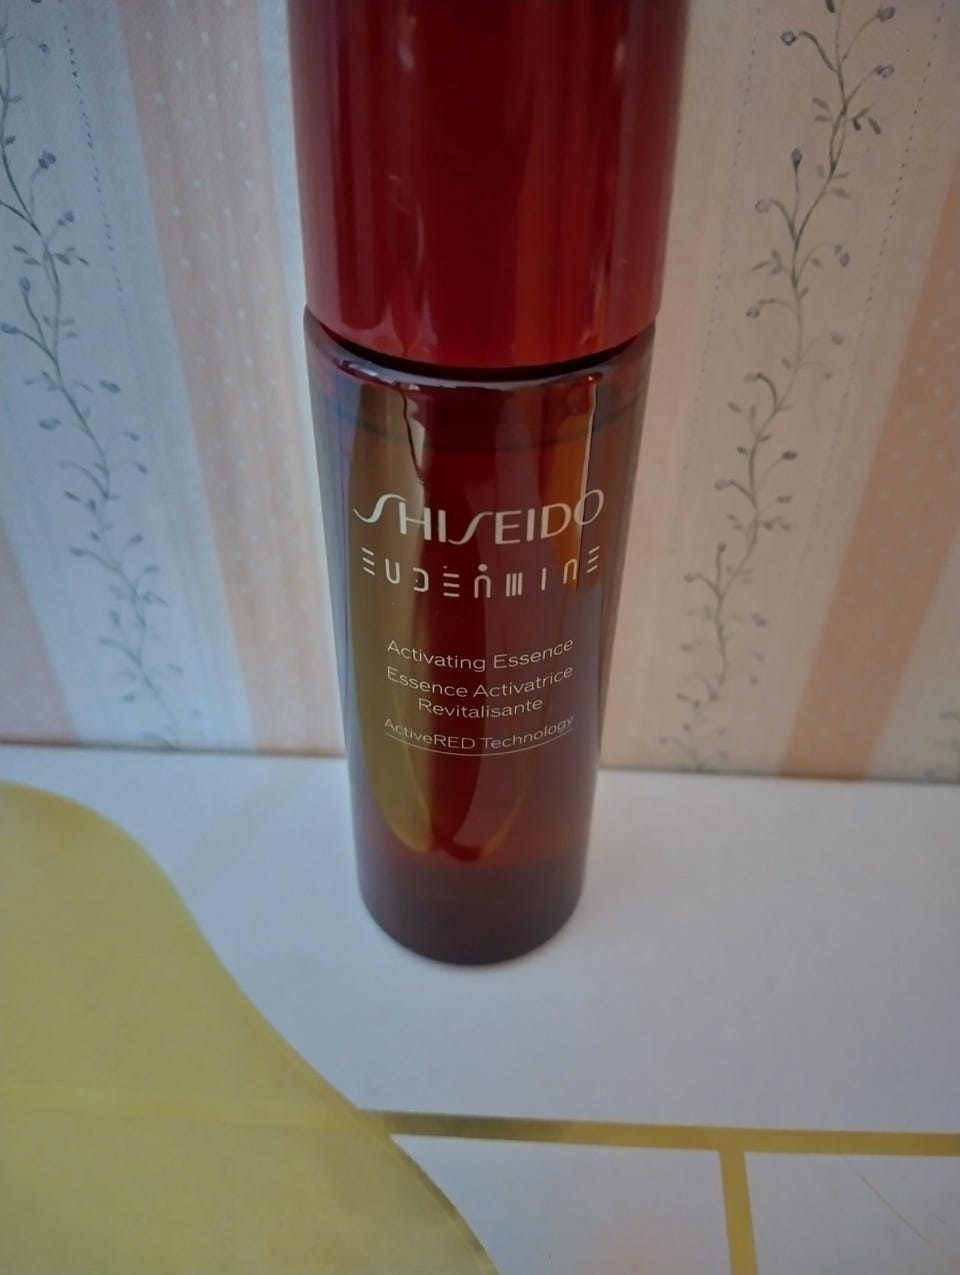 SHISEIDO
EUDERMINE
Activating Essence
Essence Activatrice
Revitalisante
ActiveRED Technology